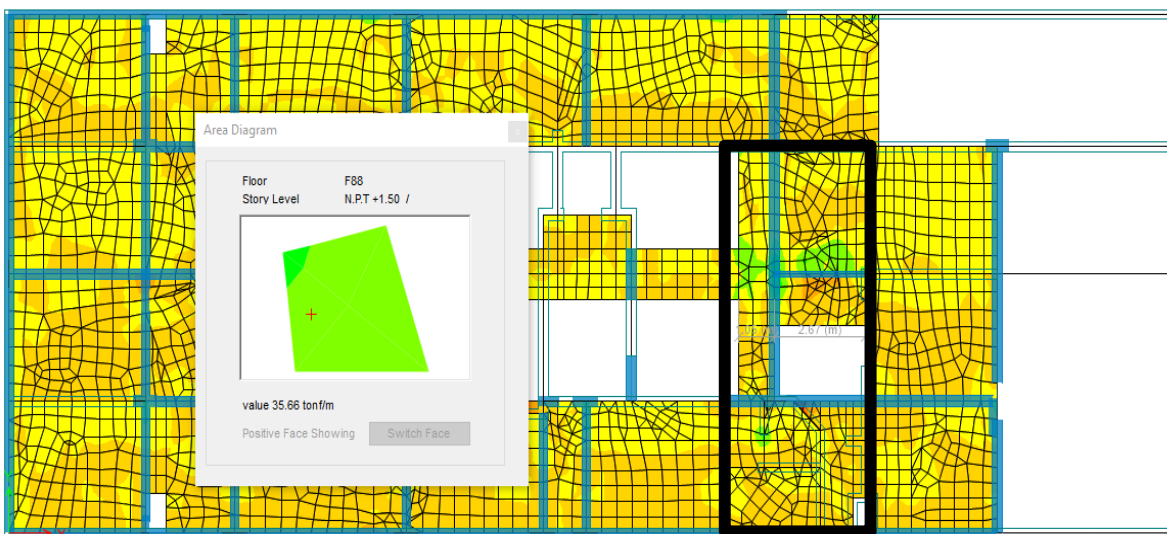 Area Diagram
Floor F88
Story Level N.P.T +1.50 /
value 35.66 tonf/m
Positive Face Showing Switch Face
2.67 (m)